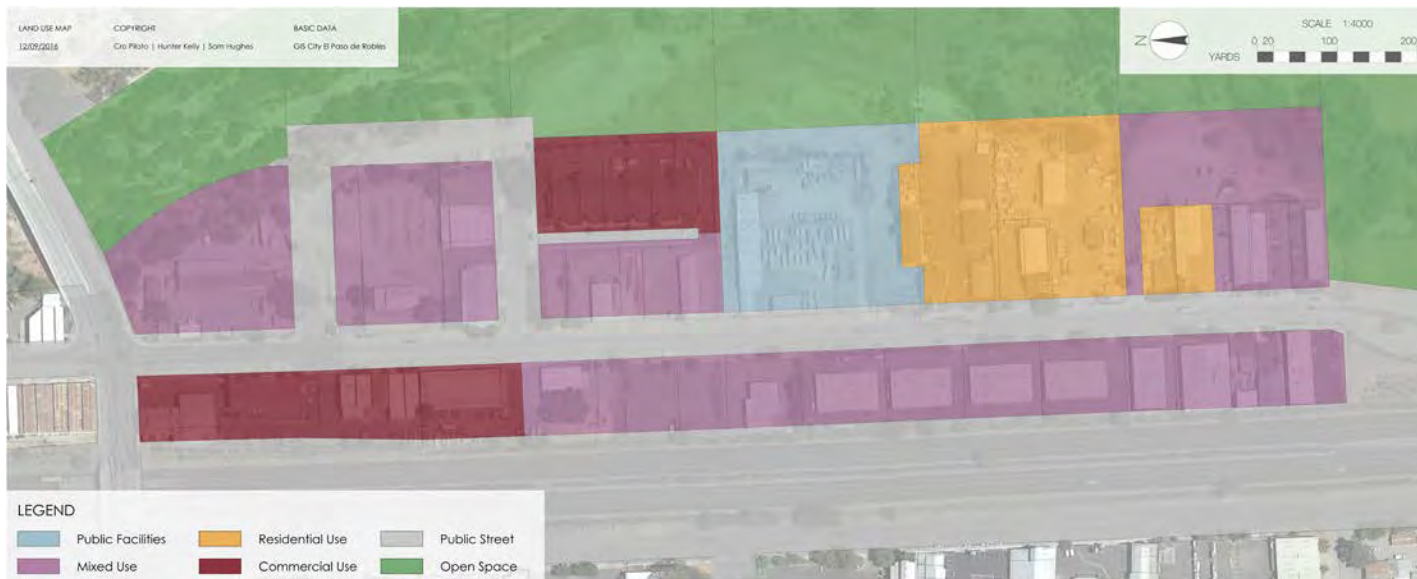 LAND USE MAP
12/09/2016
COPYRIGHT
Cro Piloto | Hunter Kelly | Sam Hughes
BASIC DATA
GIS City El Paso de Robles
N
SCALE 1:4000
YARDS
0 20 100 200
LEGEND
Public Facilities
Residential Use
Public Street
Mixed Use
Commercial Use
Open Space